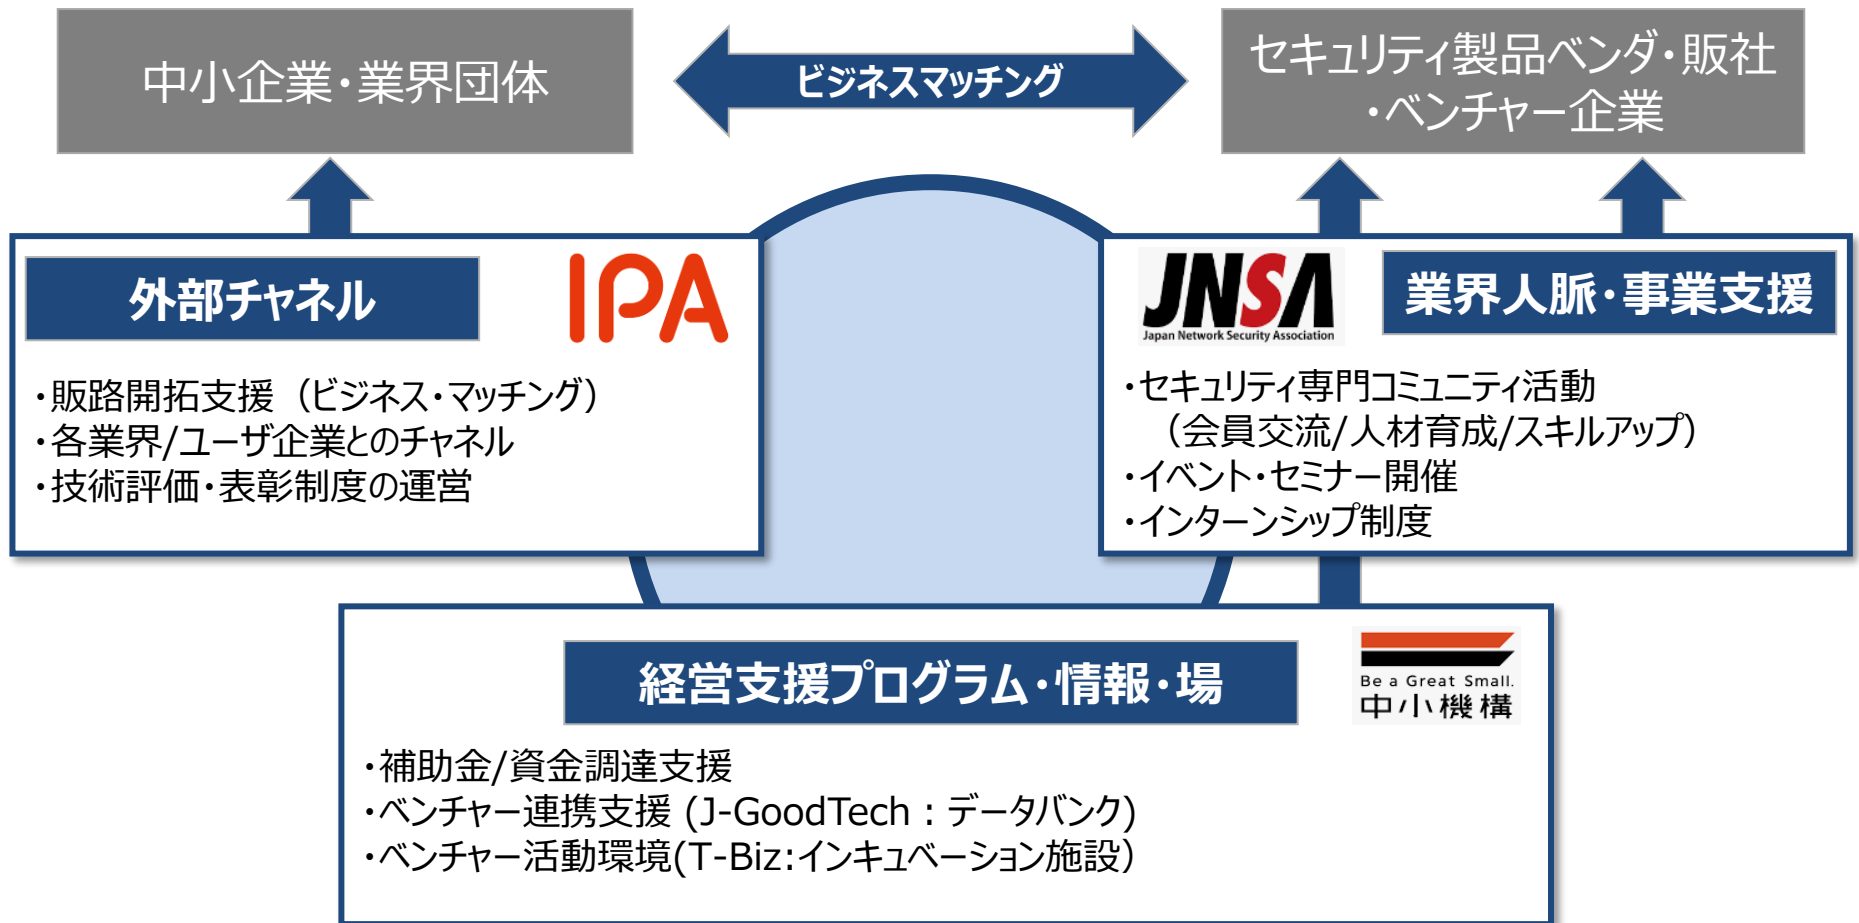 中小企業・業界団体
ビジネスマッチング
セキュリティ製品ベンダ・販社
・ベンチャー企業
外部チャネル
IPA
・販路開拓支援（ビジネス・マッチング）
・各業界/ユーザ企業とのチャネル
・技術評価・表彰制度の運営
JNSA
Japan Network Security Association
業界人脈・事業支援
・セキュリティ専門コミュニティ活動
（会員交流/人材育成/スキルアップ）
・イベント・セミナー開催
・インターンシップ制度
経営支援プログラム・情報・場
Be a Great Small.
中小機構
・補助金/資金調達支援
・ベンチャー連携支援 (J-GoodTech：データバンク)
・ベンチャー活動環境(T-Biz:インキュベーション施設）